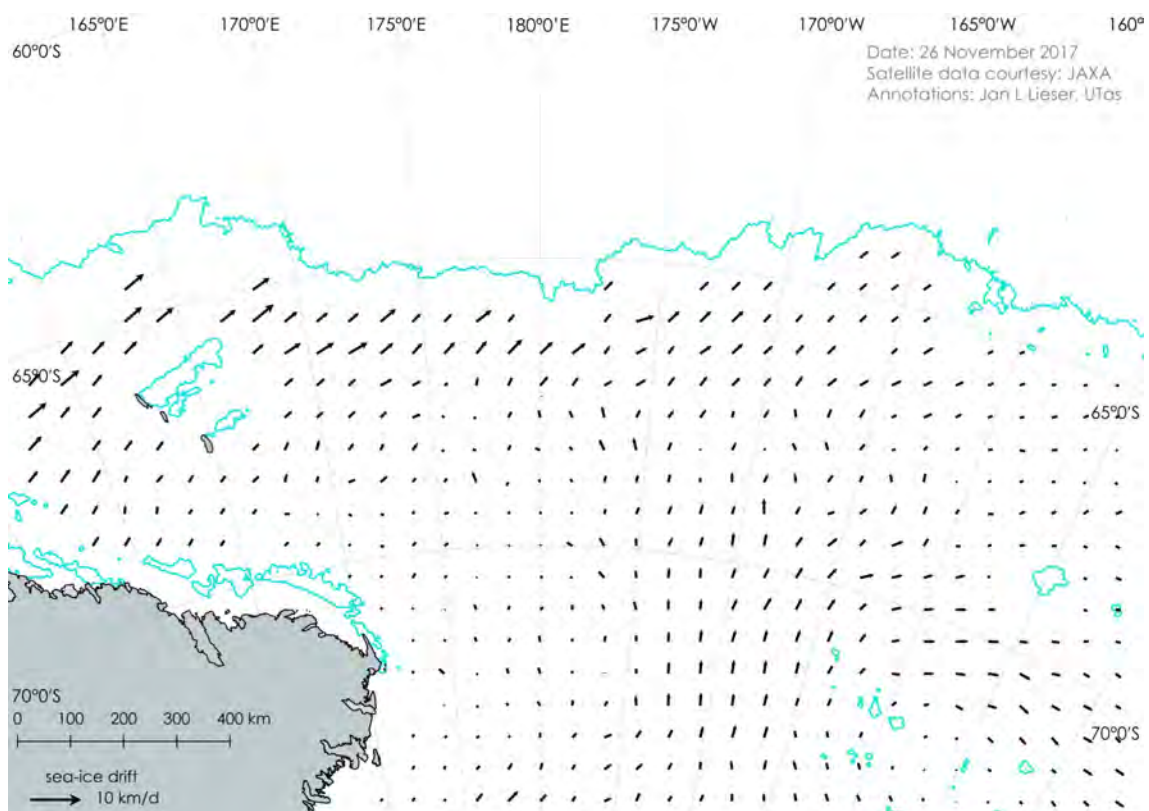 165°0'E 170°0'E 175°0'E 180°0'E 175°0'W 170°0'W 165°0'W 160°
60°0'S
Date: 26 November 2017
Satellite data courtesy: JAXA
Annotations: Jan L Lieser, UTas
65°0'S
65°0'S
70°0'S
0 100 200 300 400 km
70°0'S
sea-ice drift
10 km/d